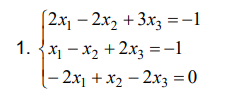 2x₁ − 2x₂ + 3x₃ = −1
1. x₁ − x₂ + 2x₃ = −1
− 2x₁ + x₂ − 2x₃ = 0